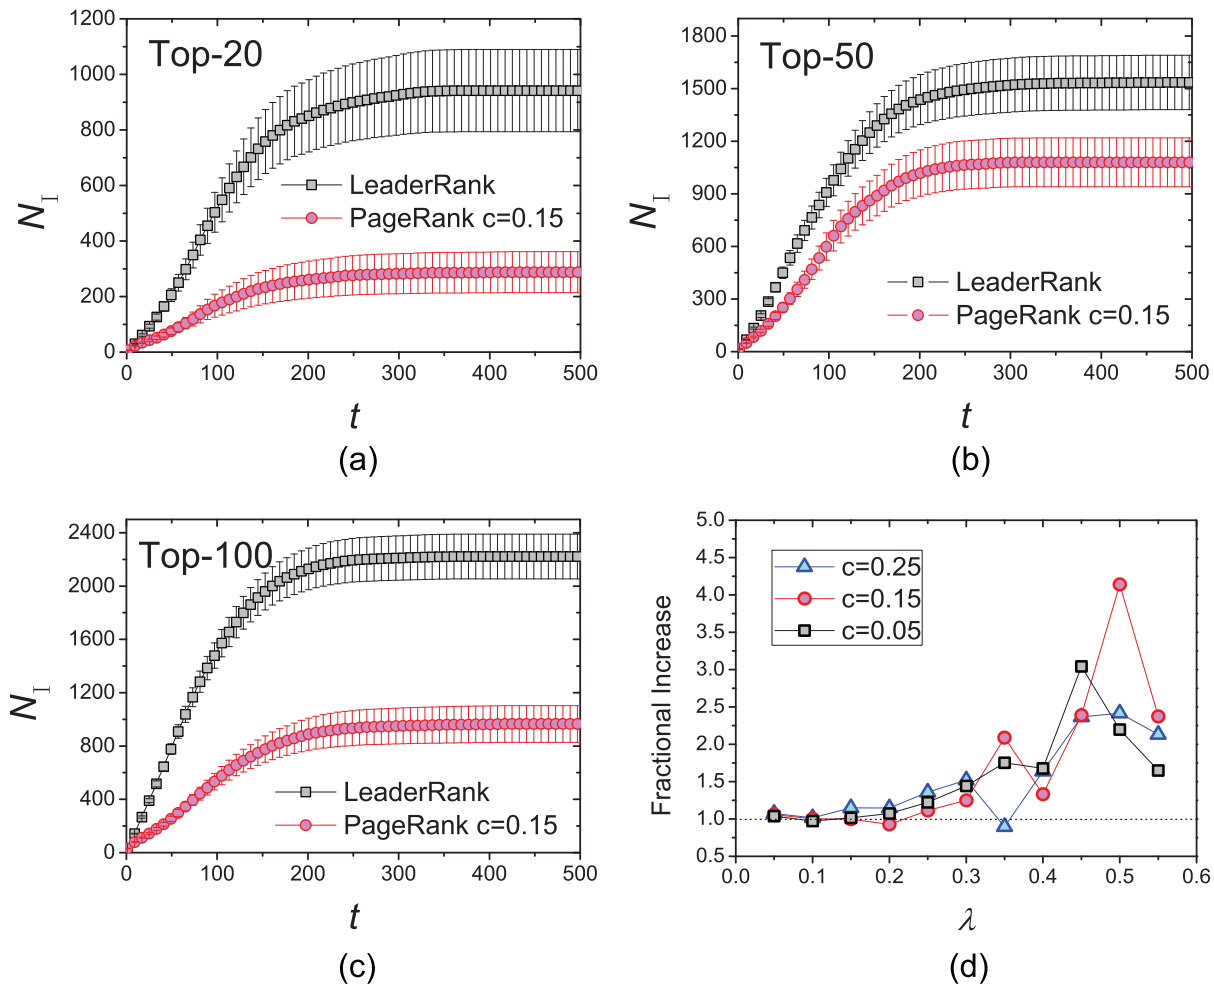 1200
1000
800
600
400
200
0
N_I
Top-20
LeaderRank
PageRank c=0.15
0 100 200 300 400 500
t
(a)
1800
1500
1200
900
600
300
0
N_I
Top-50
LeaderRank
PageRank c=0.15
0 100 200 300 400 500
t
(b)
2400
2000
1600
1200
800
400
0
N_I
Top-100
LeaderRank
PageRank c=0.15
0 100 200 300 400 500
t
(c)
5.0
4.5
4.0
3.5
3.0
2.5
2.0
1.5
1.0
0.5
Fractional Increase
c=0.25
c=0.15
c=0.05
0.0 0.1 0.2 0.3 0.4 0.5 0.6
λ
(d)